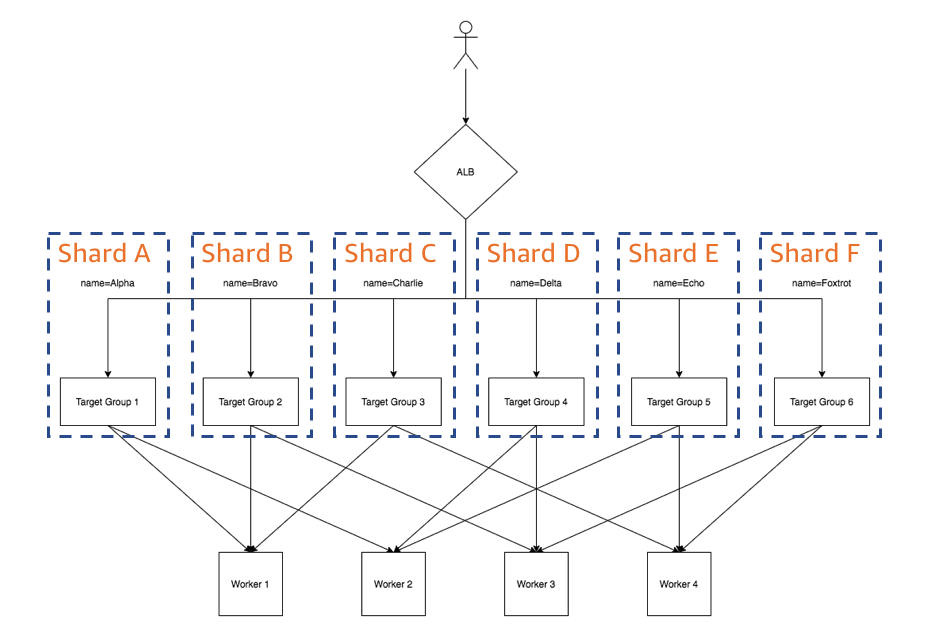 ALB
Shard A
Shard B
Shard C
Shard D
Shard E
Shard F
name=Alpha
name=Bravo
name=Charlie
name=Delta
name=Echo
name=Foxtrot
Target Group 1
Target Group 2
Target Group 3
Target Group 4
Target Group 5
Target Group 6
Worker 1
Worker 2
Worker 3
Worker 4